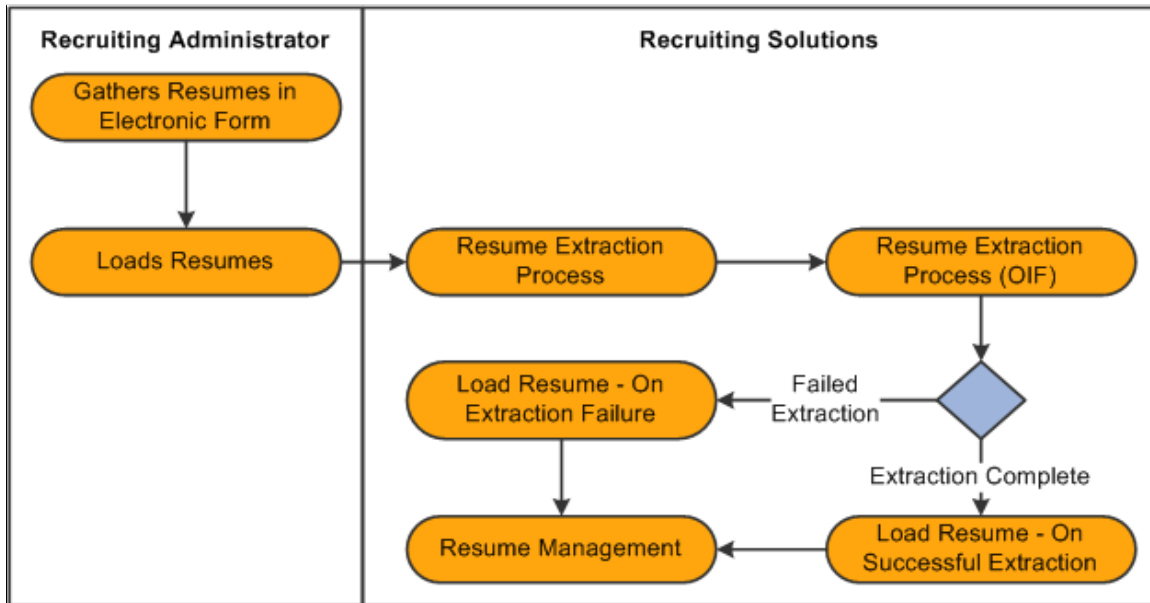 Recruiting Administrator
Recruiting Solutions
Gathers Resumes in
Electronic Form
Loads Resumes
Resume Extraction
Process
Resume Extraction
Process (OIF)
Load Resume - On
Extraction Failure
Failed
Extraction
Extraction Complete
Resume Management
Load Resume - On
Successful Extraction